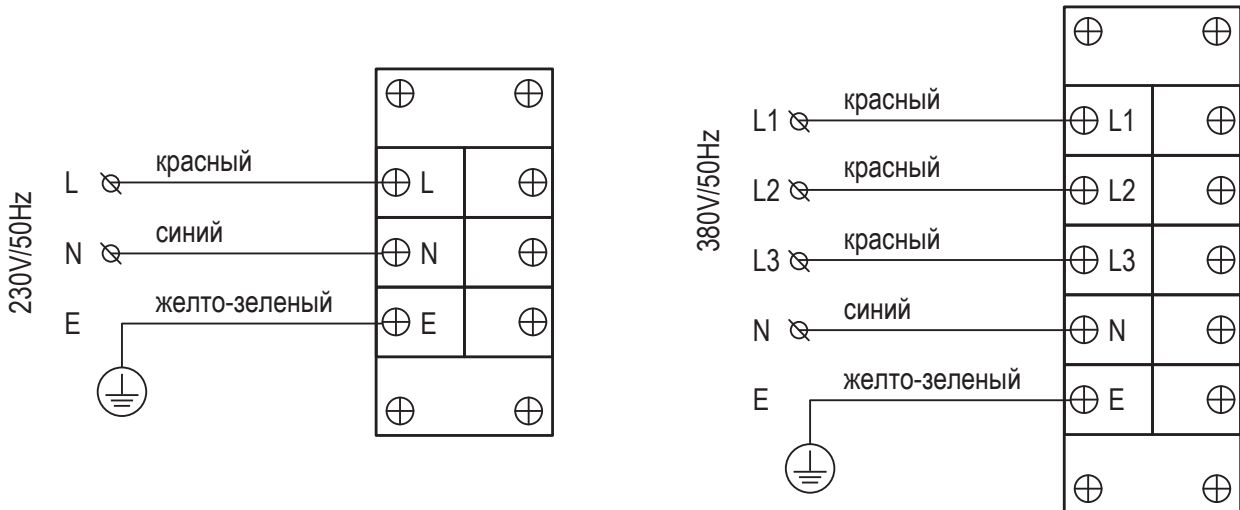 230V/50Hz
L
красный
L
N
синий
N
E
желто-зеленый
E
380V/50Hz
L1
красный
L1
L2
красный
L2
L3
красный
L3
N
синий
N
E
желто-зеленый
E